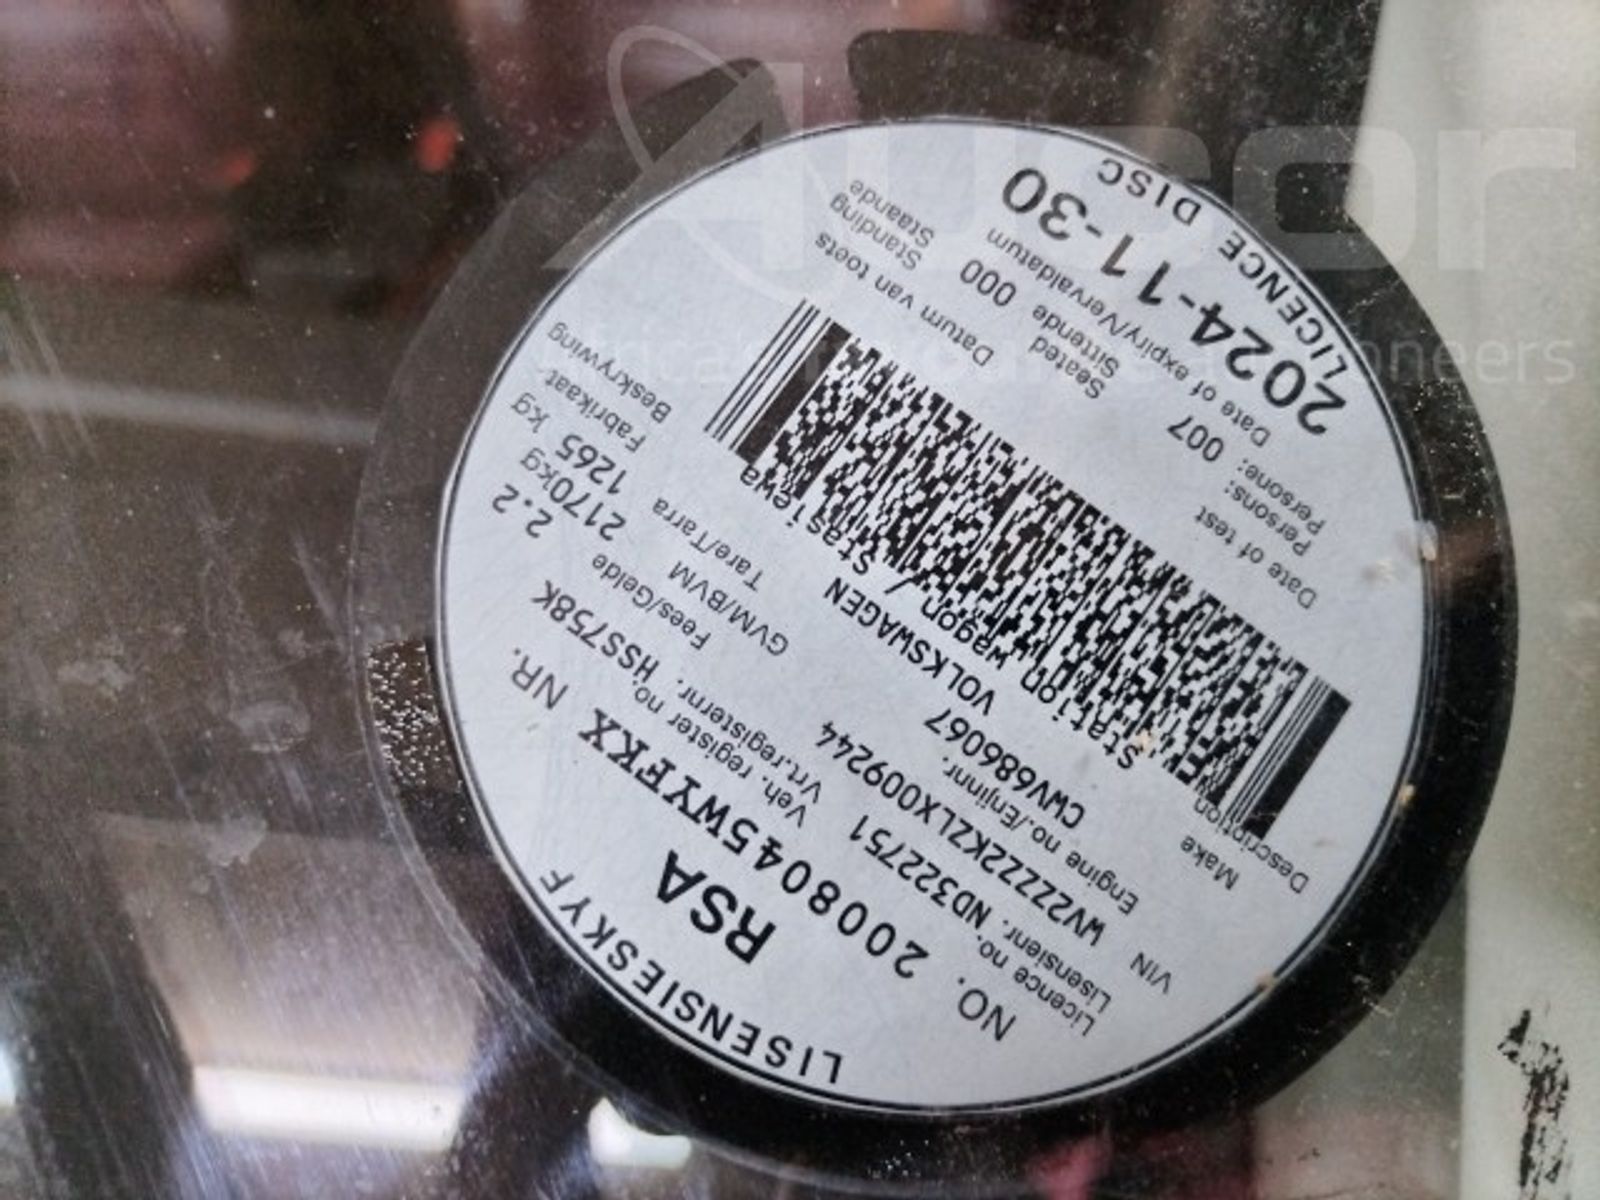 LISENSIESKYF
RSA
NO. 20080045WYFKX NR.
Licence no. ND322751 Veh. register no.
Lisensienr. Vrt.registernr. HSS758K
VIN WV2ZZZ2KZLX009244 Fees/Gelde 2.2
Engine no./Enjinnr. CWV686067 GVM/BVM 2170kg
Make VOLKSWAGEN Tare/Tarra 1265 kg
Fabrikaat
Description Station wagon / Stasiewa Beskrywing
Date of test Datum van toets
Persons: 007 Seated 000 Standing
Persone: Sittende Staande
Date of expiry/Vervaldatum
2024-11-30
LICENCE DISC
Aucor